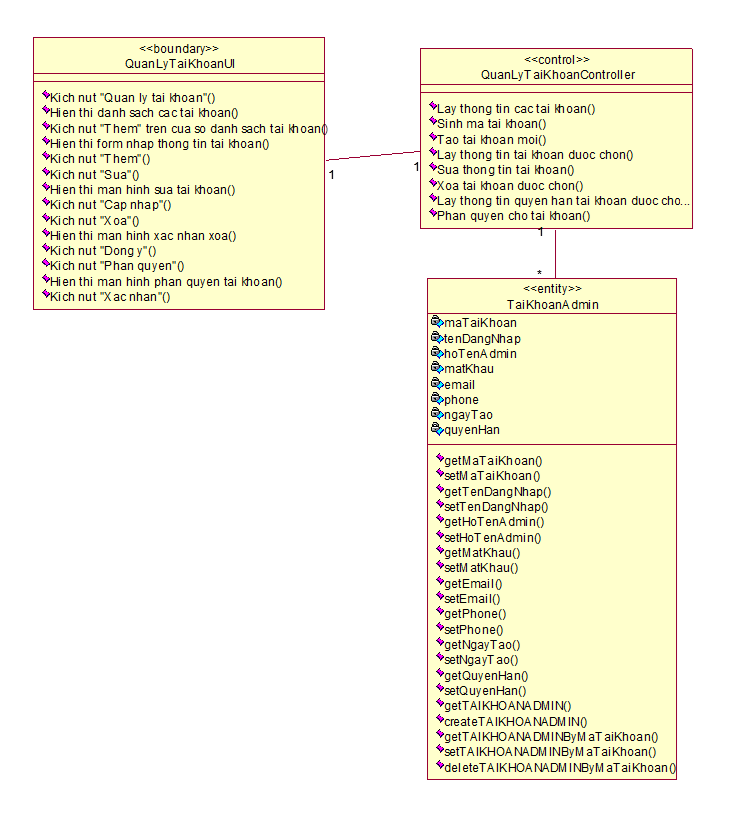 <<boundary>>
QuanLyTaiKhoanUI
Kich nut "Quan ly tai khoan"()
Hien thi danh sach cac tai khoan()
Kich nut "Them" tren cua so danh sach tai khoan()
Hien thi form nhap thong tin tai khoan()
Kich nut "Them"()
Kich nut "Sua"()
Hien thi man hinh sua tai khoan()
Kich nut "Cap nhap"()
Kich nut "Xoa"()
Hien thi man hinh xac nhan xoa()
Kich nut "Dong y"()
Kich nut "Phan quyen"()
Hien thi man hinh phan quyen tai khoan()
Kich nut "Xac nhan"()
1
1
<<control>>
QuanLyTaiKhoanController
Lay thong tin cac tai khoan()
Sinh ma tai khoan()
Tao tai khoan moi()
Lay thong tin tai khoan duoc chon()
Sua thong tin tai khoan()
Xoa tai khoan duoc chon()
Lay thong tin quyen han tai khoan duoc cho...
Phan quyen cho tai khoan()
1
*
<<entity>>
TaiKhoanAdmin
maTaiKhoan
tenDangNhap
hoTenAdmin
matKhau
email
phone
ngayTao
quyenHan
getMaTaiKhoan()
setMaTaiKhoan()
getTenDangNhap()
setTenDangNhap()
getHoTenAdmin()
setHoTenAdmin()
getMatKhau()
setMatKhau()
getEmail()
setEmail()
getPhone()
setPhone()
getNgayTao()
setNgayTao()
getQuyenHan()
setQuyenHan()
getTAIKHOANADMIN()
createTAIKHOANADMIN()
getTAIKHOANADMINByMaTaiKhoan()
setTAIKHOANADMINByMaTaiKhoan()
deleteTAIKHOANADMINByMaTaiKhoan()